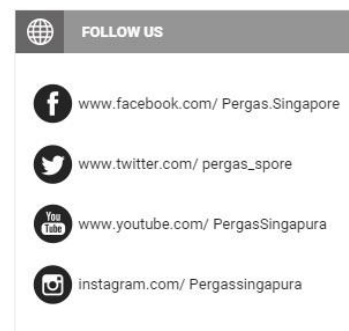 FOLLOW US
www.facebook.com/ Pergas.Singapore
www.twitter.com/ pergas_spore
You
Tube
www.youtube.com/ PergasSingapura
instagram.com/ Pergassingapura